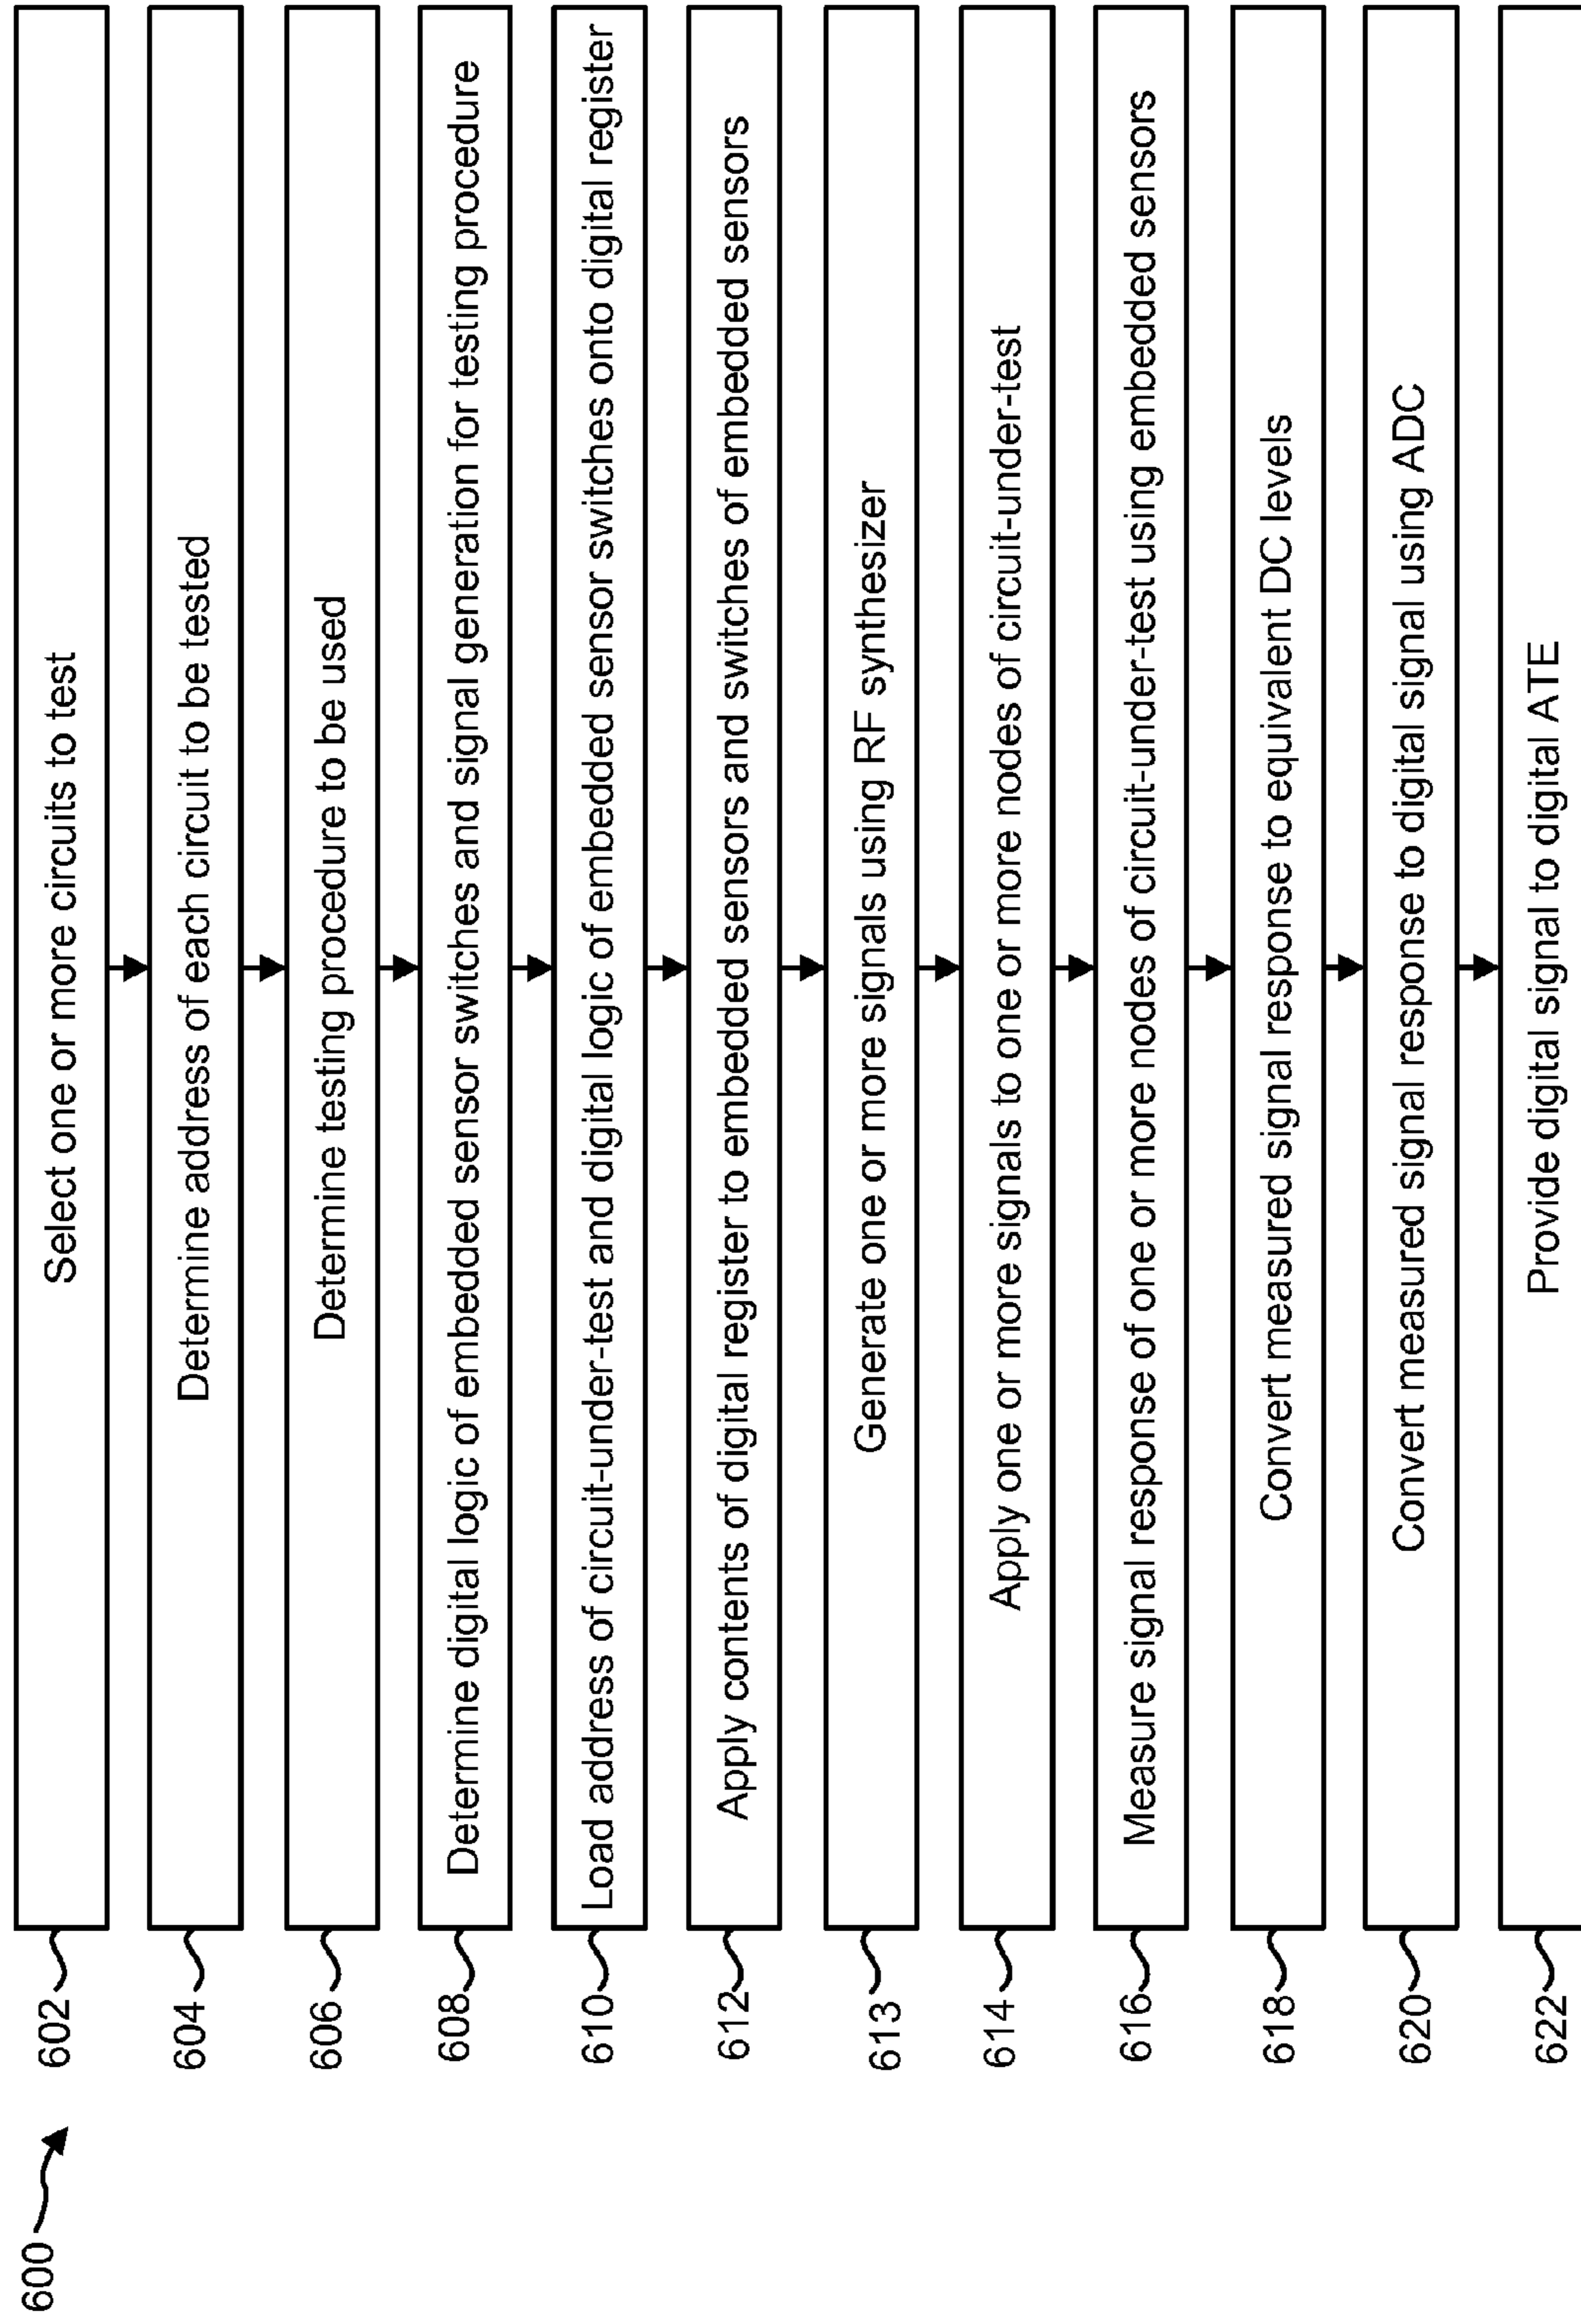 600
602
Select one or more circuits to test
604
Determine address of each circuit to be tested
606
Determine testing procedure to be used
608
Determine digital logic of embedded sensor switches and signal generation for testing procedure
610
Load address of circuit-under-test and digital logic of embedded sensor switches onto digital register
612
Apply contents of digital register to embedded sensors and switches of embedded sensors
613
Generate one or more signals using RF synthesizer
614
Apply one or more signals to one or more nodes of circuit-under-test
616
Measure signal response of one or more nodes of circuit-under-test using embedded sensors
618
Convert measured signal response to equivalent DC levels
620
Convert measured signal response to digital signal using ADC
622
Provide digital signal to digital ATE